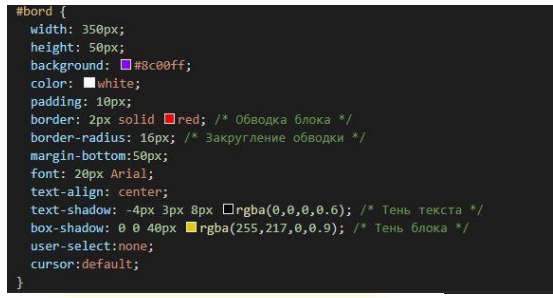 #bord {
width: 350px;
height: 50px;
background: #8c00ff;
color: white;
padding: 10px;
border: 2px solid red; /* Обводка блока */
border-radius: 16px; /* Закругление обводки */
margin-bottom:50px;
font: 20px Arial;
text-align: center;
text-shadow: -4px 3px 8px rgba(0,0,0,0.6); /* Тень текста */
box-shadow: 0 0 40px rgba(255,217,0,0.9); /* Тень блока */
user-select:none;
cursor:default;
}